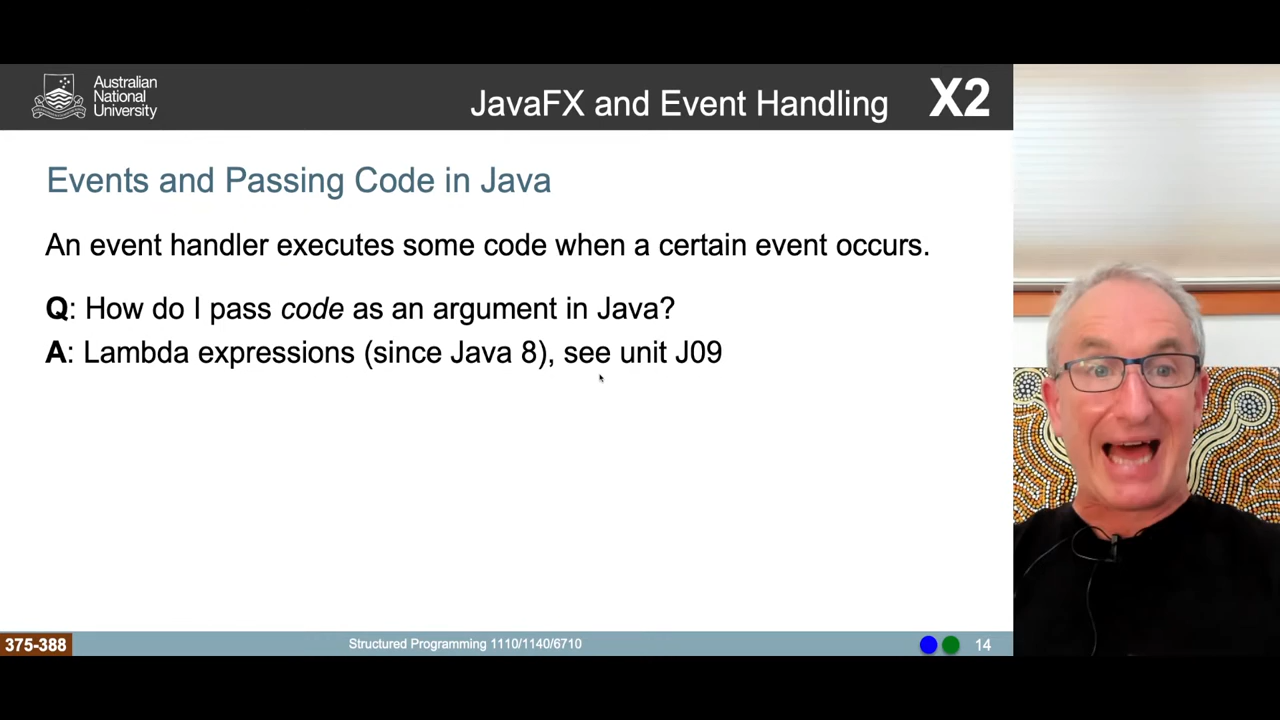 Australian
National
University
JavaFX and Event Handling X2
Events and Passing Code in Java
An event handler executes some code when a certain event occurs.
Q: How do I pass code as an argument in Java?
A: Lambda expressions (since Java 8), see unit J09
375-388 Structured Programming 1110/1140/6710 14